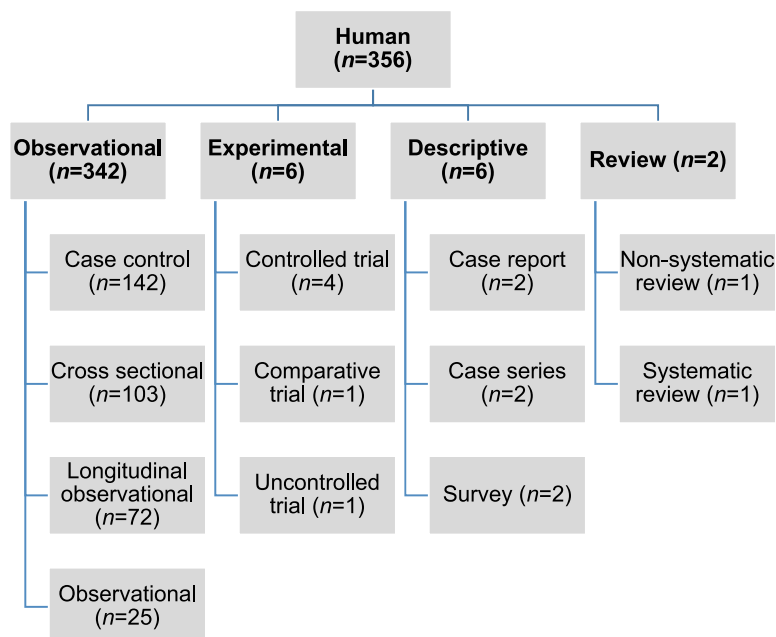 Human
(n=356)
Observational
(n=342)
Experimental
(n=6)
Descriptive
(n=6)
Review (n=2)
Case control
(n=142)
Cross sectional
(n=103)
Longitudinal
observational
(n=72)
Observational
(n=25)
Controlled trial
(n=4)
Comparative
trial (n=1)
Uncontrolled
trial (n=1)
Case report
(n=2)
Case series
(n=2)
Survey (n=2)
Non-systematic
review (n=1)
Systematic
review (n=1)